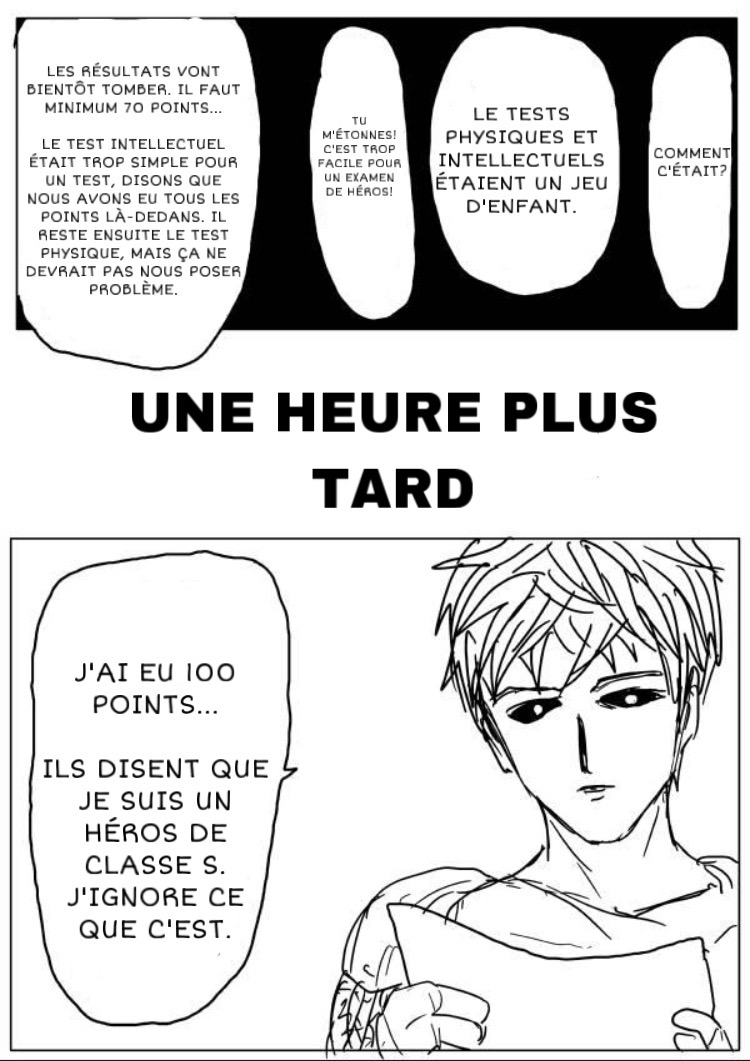 COMMENT
C'ÉTAIT?
LE TESTS
PHYSIQUES ET
INTELLECTUELS
ÉTAIENT UN JEU
D'ENFANT.
TU
M'ÉTONNES!
C'EST TROP
FACILE POUR
UN EXAMEN
DE HÉROS!
LES RÉSULTATS VONT
BIENTÔT TOMBER. IL FAUT
MINIMUM 70 POINTS...
LE TEST INTELLECTUEL
ÉTAIT TROP SIMPLE POUR
UN TEST, DISONS QUE
NOUS AVONS EU TOUS LES
POINTS LÀ-DEDANS. IL
RESTE ENSUITE LE TEST
PHYSIQUE, MAIS ÇA NE
DEVRAIT PAS NOUS POSER
PROBLÈME.
UNE HEURE PLUS
TARD
J'AI EU 100
POINTS...
ILS DISENT QUE
JE SUIS UN
HÉROS DE
CLASSE S.
J'IGNORE CE
QUE C'EST.